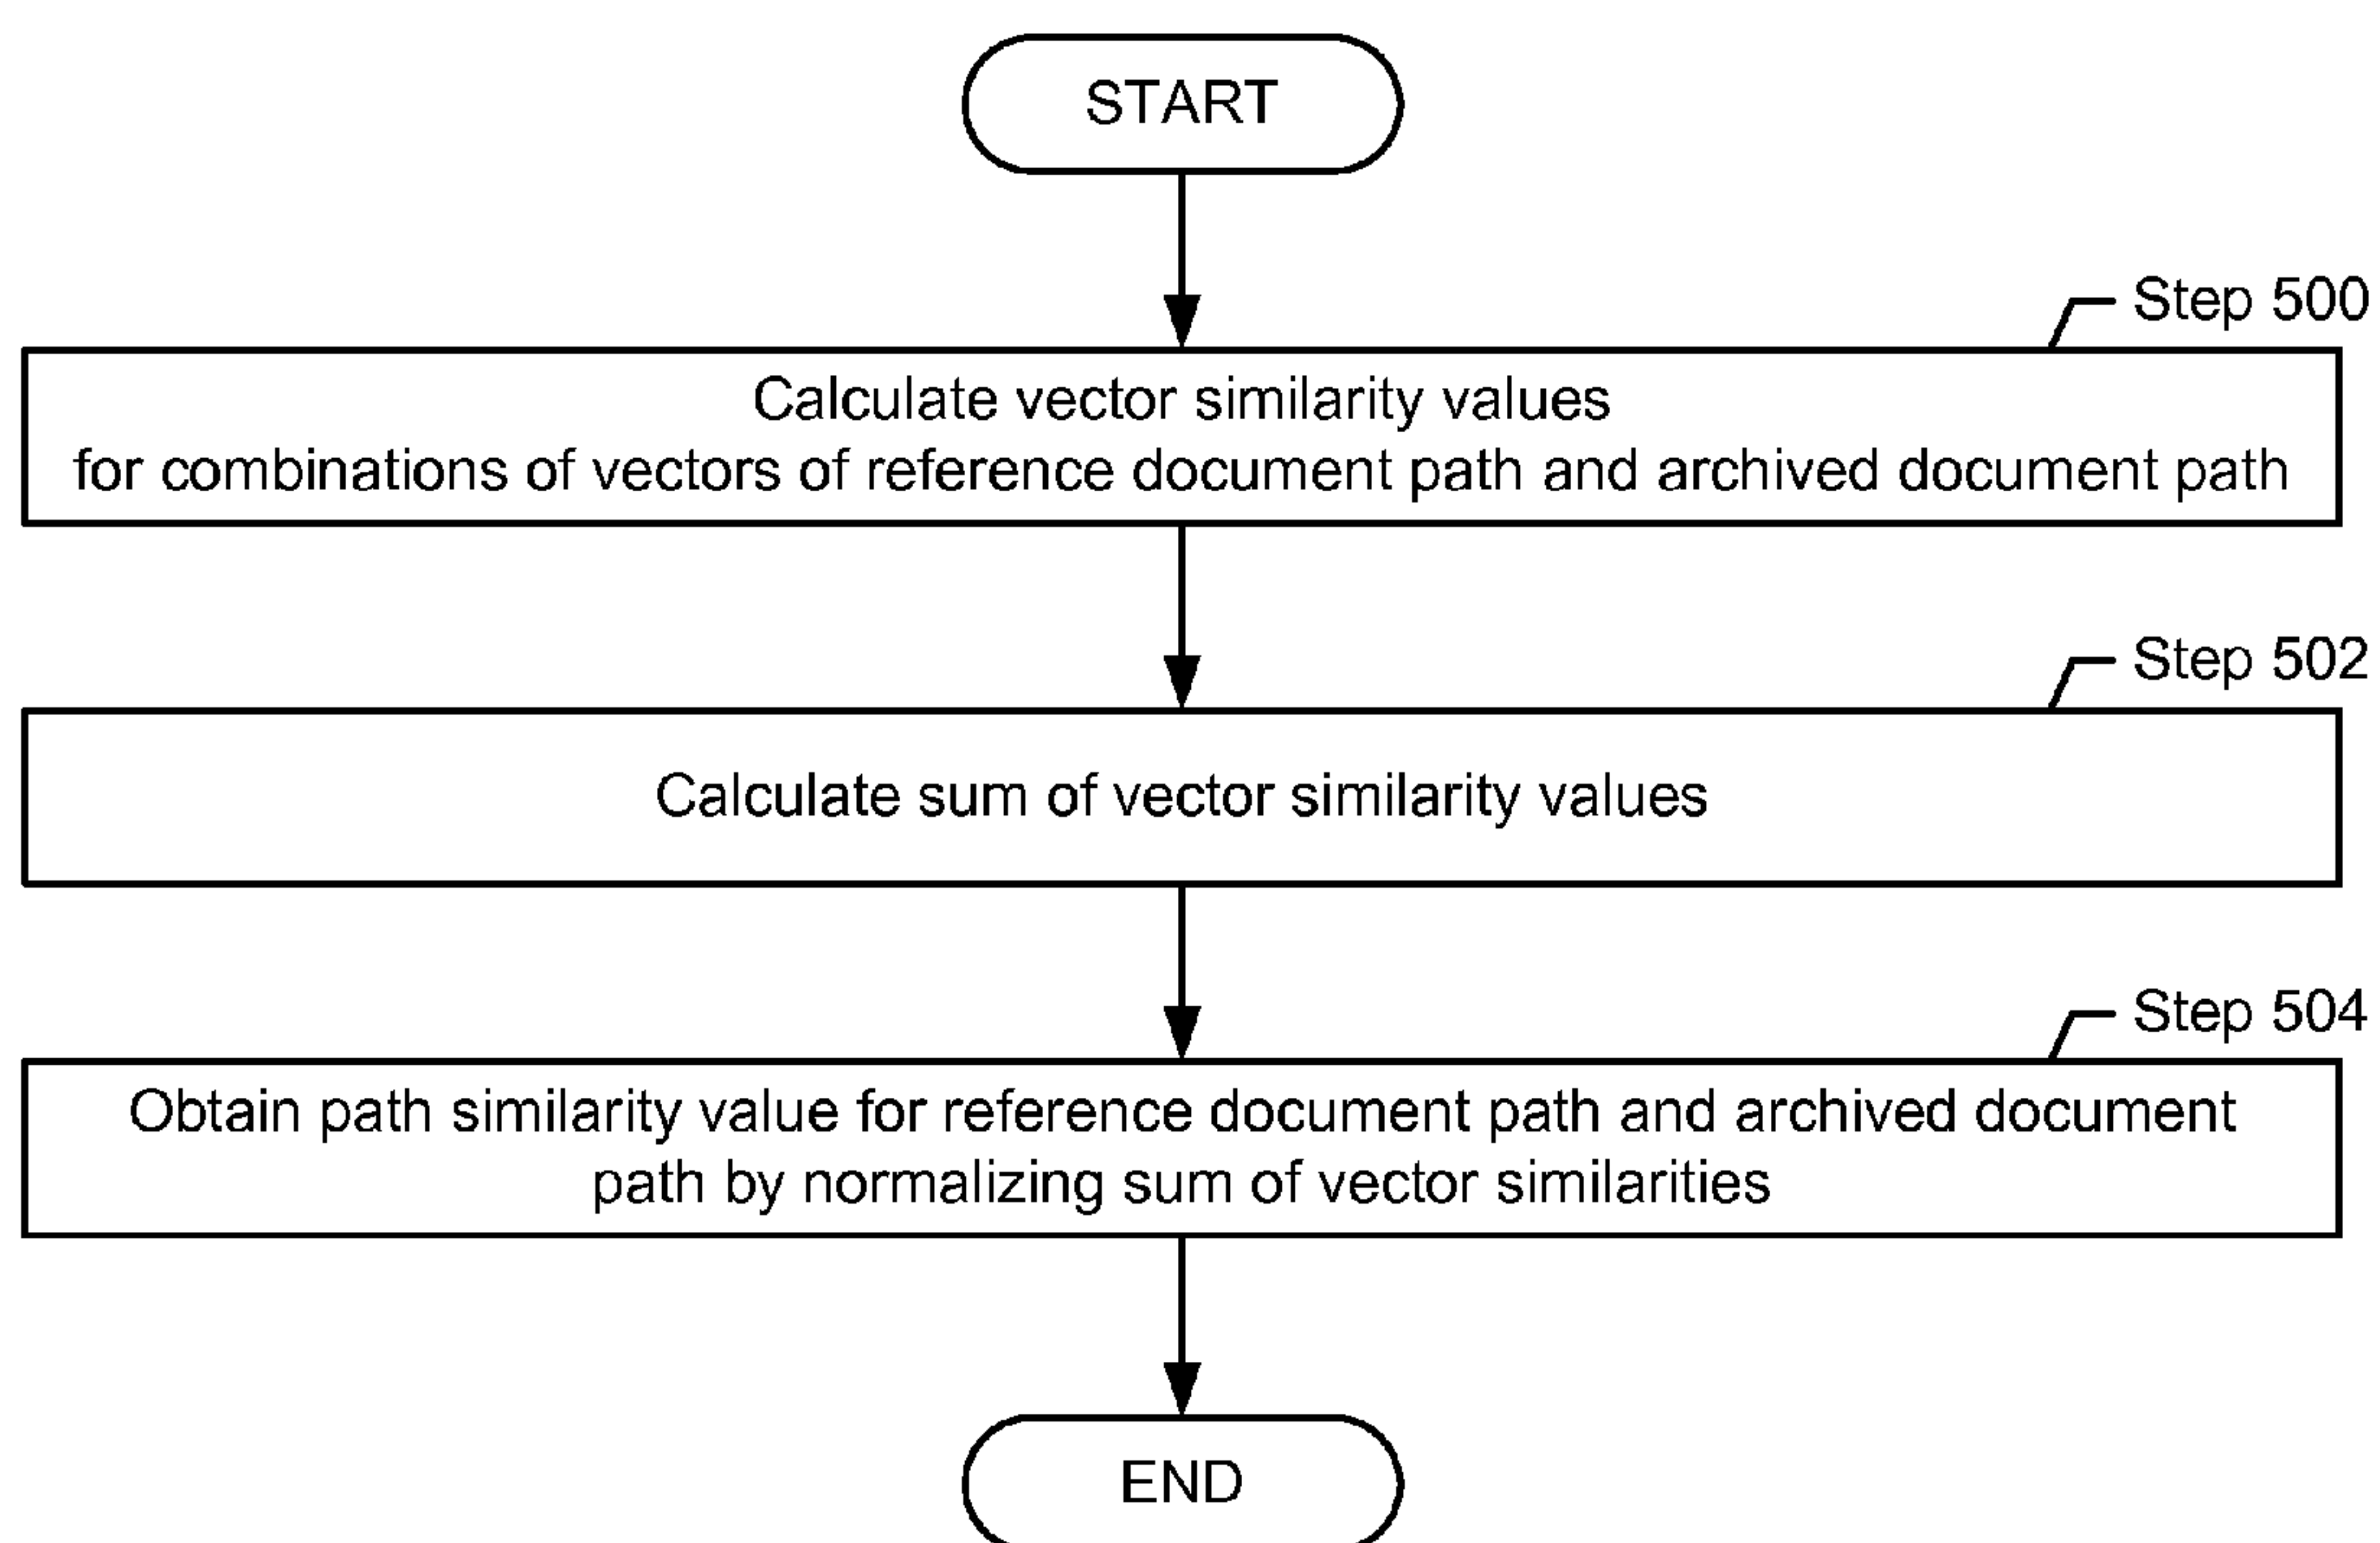 START
Step 500
Calculate vector similarity values
for combinations of vectors of reference document path and archived document path
Step 502
Calculate sum of vector similarity values
Step 504
Obtain path similarity value for reference document path and archived document
path by normalizing sum of vector similarities
END